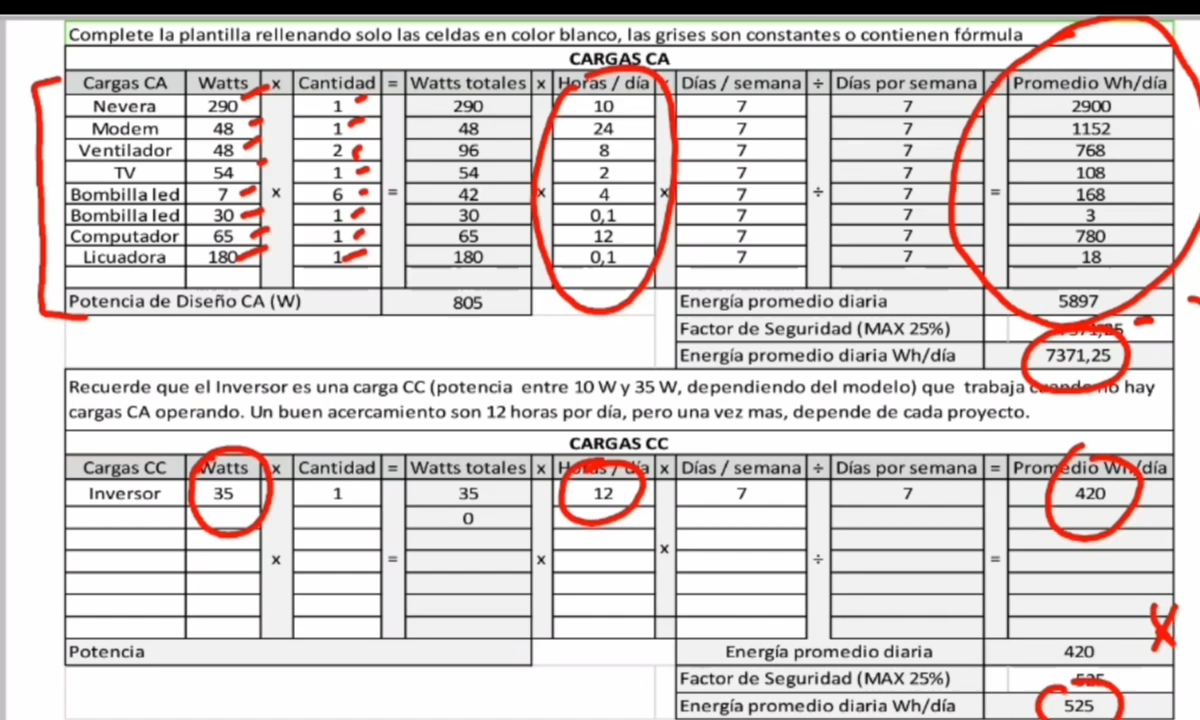 Complete la plantilla rellenando solo las celdas en color blanco, las grises son constantes o contienen fórmula
CARGAS CA
Cargas CA Watts x Cantidad = Watts totales x Horas / día x Días / semana ÷ Días por semana = Promedio Wh/día
Nevera 290 1 290 10 7 7 2900
Modem 48 1 48 24 7 7 1152
Ventilador 48 2 96 8 7 7 768
TV 54 1 54 2 7 7 108
Bombilla led 7 x 6 = 42 x 4 x 7 ÷ 7 = 168
Bombilla led 30 1 30 0,1 7 7 3
Computador 65 1 65 12 7 7 780
Licuadora 180 1 180 0,1 7 7 18
Potencia de Diseño CA (W) 805 Energía promedio diaria 5897
Factor de Seguridad (MAX 25%)
Energía promedio diaria Wh/día 7371,25
Recuerde que el Inversor es una carga CC (potencia entre 10 W y 35 W, dependiendo del modelo) que trabaja cuando no hay
cargas CA operando. Un buen acercamiento son 12 horas por día, pero una vez mas, depende de cada proyecto.
CARGAS CC
Cargas CC Watts x Cantidad = Watts totales x Horas / día x Días / semana ÷ Días por semana = Promedio Wh/día
Inversor 35 1 35 12 7 7 420
0
x = x x ÷ =
Potencia Energía promedio diaria 420
Factor de Seguridad (MAX 25%) 525
Energía promedio diaria Wh/día 525